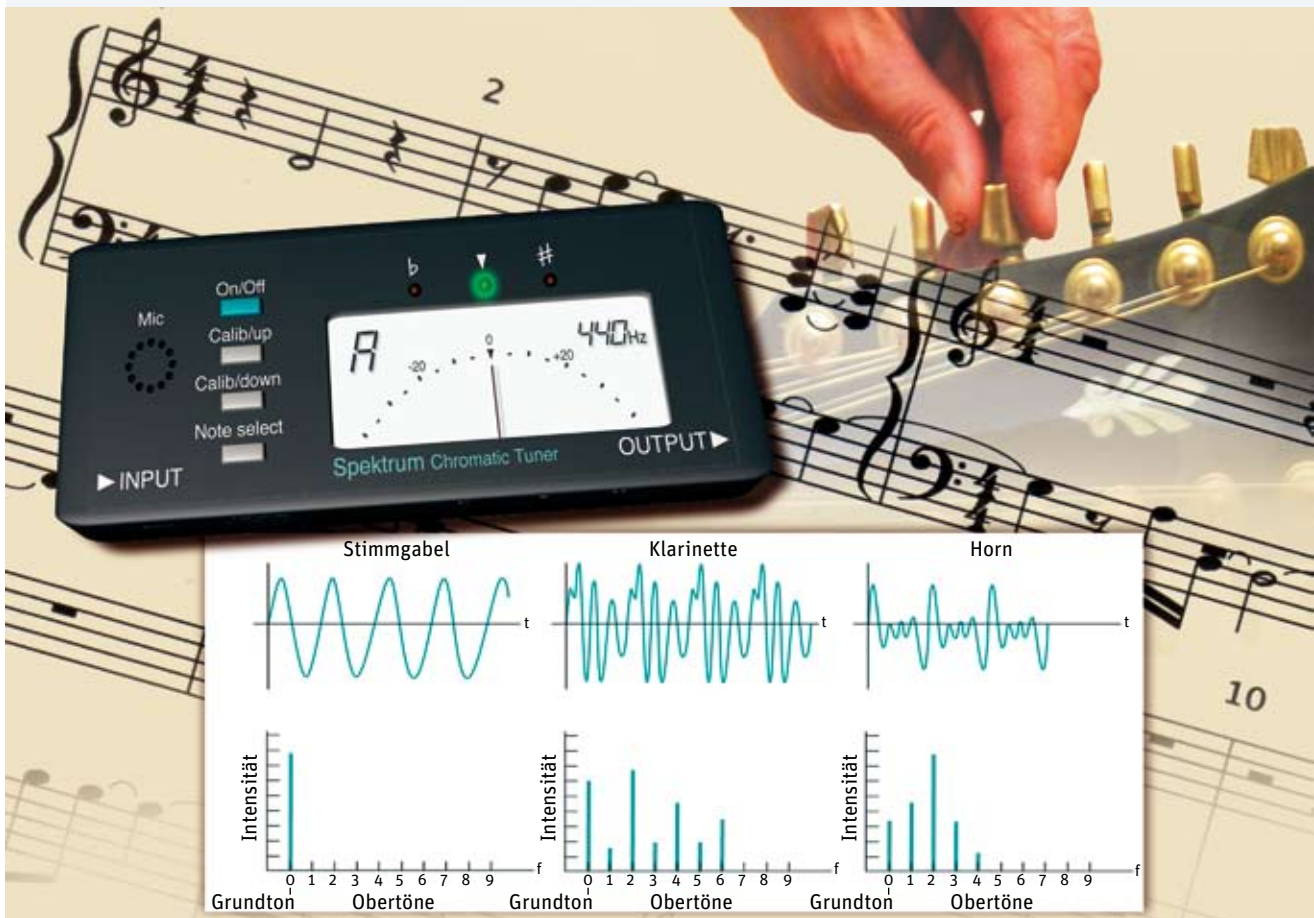 2
b
#
On/Off
Mic
Calib/up
Calib/down
Note select
A
440Hz
-20
0
+20
▶INPUT
Spektrum Chromatic Tuner
OUTPUT▶
10
Stimmgabel
Klarinette
Horn
t
t
t
Intensität
Intensität
Intensität
f
f
f
0 1 2 3 4 5 6 7 8 9
0 1 2 3 4 5 6 7 8 9
0 1 2 3 4 5 6 7 8 9
Grundton Obertöne
Grundton Obertöne
Grundton Obertöne